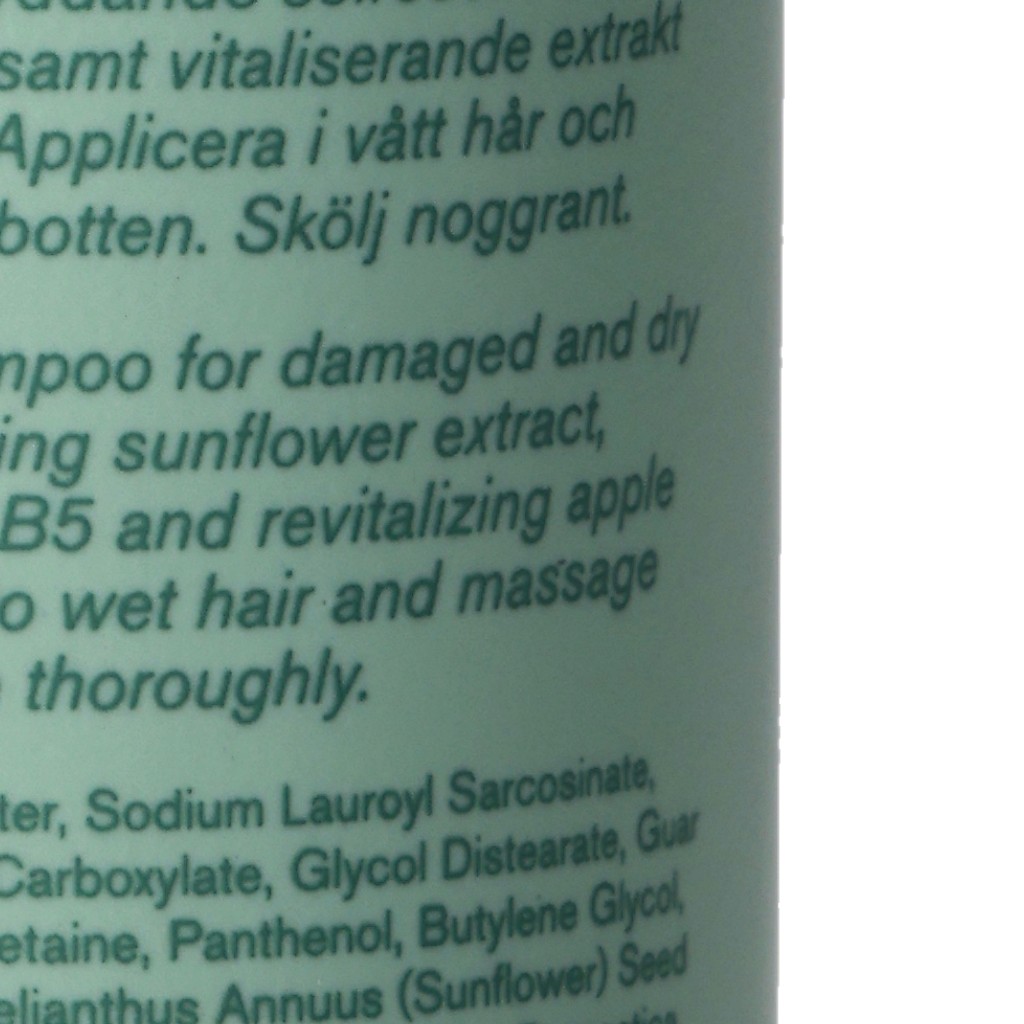 samt vitaliserande extrakt
Applicera i vått hår och
botten. Skölj noggrant.
mpoo for damaged and dry
ing sunflower extract,
B5 and revitalizing apple
o wet hair and massage
thoroughly.
ter, Sodium Lauroyl Sarcosinate,
Carboxylate, Glycol Distearate, Guar
etaine, Panthenol, Butylene Glycol,
elianthus Annuus (Sunflower) Seed